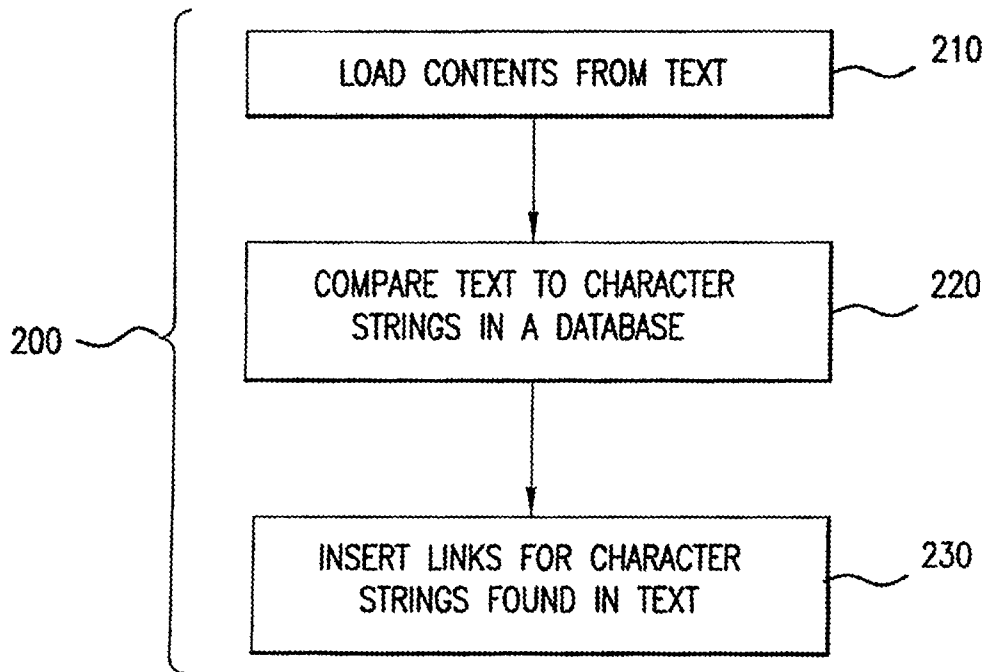 LOAD CONTENTS FROM TEXT
210
COMPARE TEXT TO CHARACTER
STRINGS IN A DATABASE
220
200
INSERT LINKS FOR CHARACTER
STRINGS FOUND IN TEXT
230